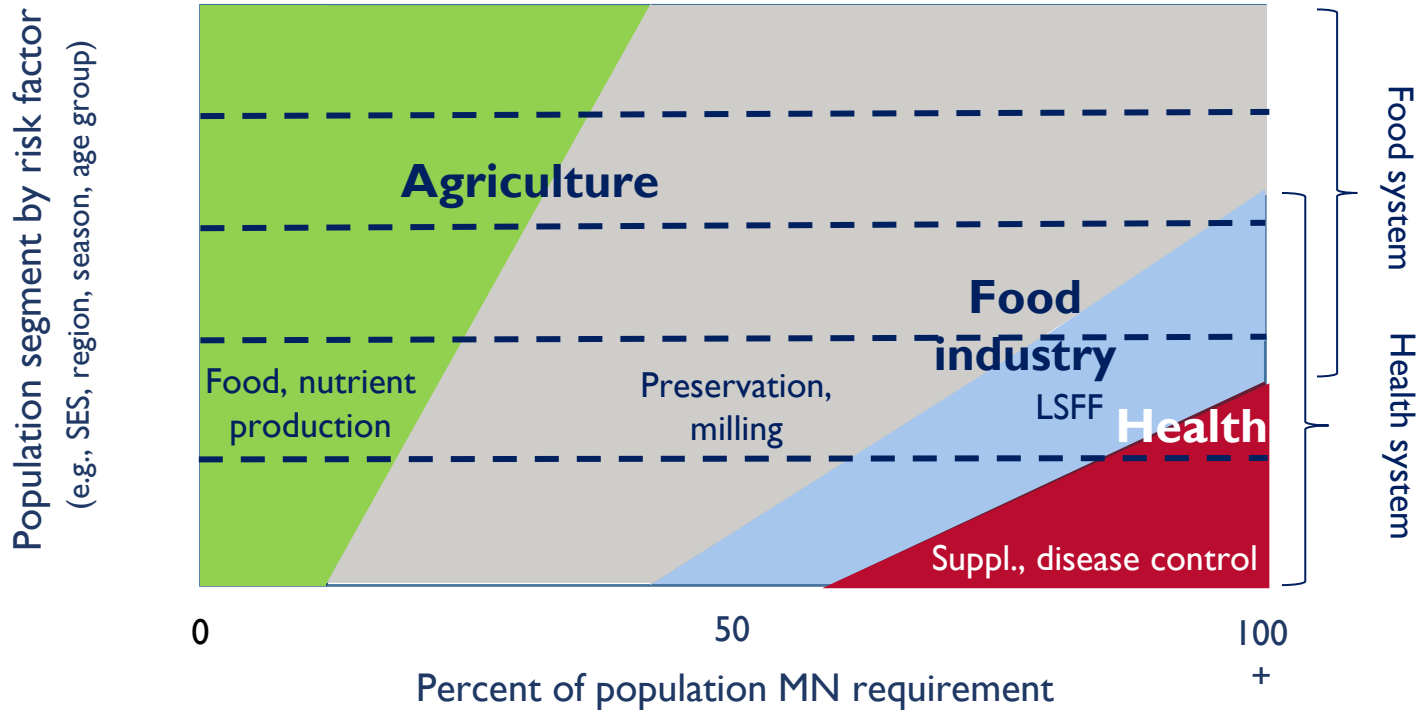 Population segment by risk factor
(e.g., SES, region, season, age group)
Agriculture
Food
industry
Food, nutrient
production
Preservation,
milling
LSFF
Health
Suppl., disease control
Food system
Health system
0
50
100
+
Percent of population MN requirement